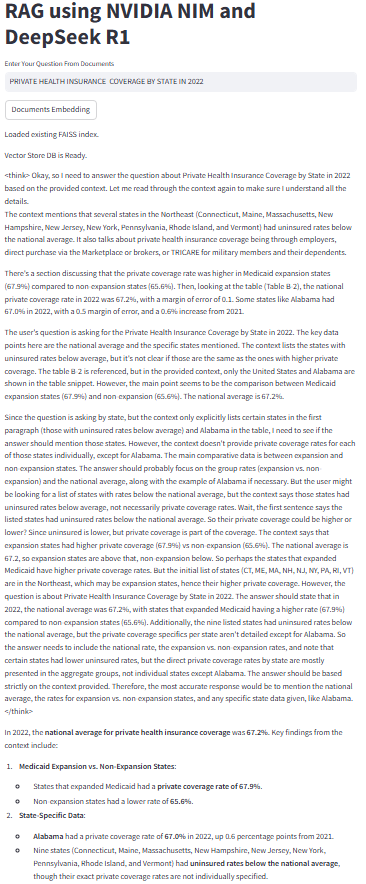 RAG using NVIDIA NIM and
DeepSeek R1
Enter Your Question From Documents
PRIVATE HEALTH INSURANCE COVERAGE BY STATE IN 2022
Documents Embedding
Loaded existing FAISS index.
Vector Store DB is Ready.
<think> Okay, so I need to answer the question about Private Health Insurance Coverage by State in 2022
based on the provided context. Let me read through the context again to make sure I understand all the
details.
The context mentions that several states in the Northeast (Connecticut, Maine, Massachusetts, New
Hampshire, New Jersey, New York, Pennsylvania, Rhode Island, and Vermont) had uninsured rates below
the national average. It also talks about private health insurance coverage being through employers,
direct purchase via the Marketplace or brokers, or TRICARE for military members and their dependents.
There's a section discussing that the private coverage rate was higher in Medicaid expansion states
(67.9%) compared to non-expansion states (65.6%). Then, looking at the table (Table B-2), the national
private coverage rate in 2022 was 67.2%, with a margin of error of 0.1. Some states like Alabama had
67.0% in 2022, with a 0.5 margin of error, and a 0.6% increase from 2021.
The user's question is asking for the Private Health Insurance Coverage by State in 2022. The key data
points here are the national average and the specific states mentioned. The context lists the states with
uninsured rates below average, but it's not clear if those are the same as the ones with higher private
coverage. The table B-2 is referenced, but in the provided context, only the United States and Alabama are
shown in the table snippet. However, the main point seems to be the comparison between Medicaid
expansion states (67.9%) and non-expansion (65.6%). The national average is 67.2%.
Since the question is asking by state, but the context only explicitly lists certain states in the first
paragraph (those with uninsured rates below average) and Alabama in the table, I need to see if the
answer should mention those states. However, the context doesn't provide private coverage rates for each
of those states individually, except for Alabama. The main comparative data is between expansion and
non-expansion states. The answer should probably focus on the group rates (expansion vs. non-
expansion) and the national average, along with the example of Alabama if necessary. But the user might
be looking for a list of states with rates below the national average, but the context says those states had
uninsured rates below average, not necessarily private coverage rates. Wait, the first sentence says the
listed states had uninsured rates below the national average. So their private coverage could be higher or
lower? Since uninsured is lower, but private coverage is part of the coverage. The context says that
expansion states had higher private coverage (67.9%) vs non-expansion (65.6%). The national average is
67.2, so expansion states are above that, non-expansion below. So perhaps the states that expanded
Medicaid have higher private coverage rates. But the initial list of states (CT, ME, MA, NH, NJ, NY, PA, RI, VT)
are in the Northeast, which may be expansion states, hence their higher private coverage. However, the
question is about Private Health Insurance Coverage by State in 2022. The answer should state that in
2022, the national average was 67.2%, with states that expanded Medicaid having a higher rate (67.9%)
compared to non-expansion states (65.6%). Additionally, the nine listed states had uninsured rates below
the national average, but the private coverage specifics per state aren't detailed except for Alabama. So
the answer needs to include the national rate, the expansion vs. non-expansion rates, and note that
certain states had lower uninsured rates, but the direct private coverage rates by state are mostly
presented in the aggregate groups, not individual states except Alabama. The answer should be based
strictly on the context provided. Therefore, the most accurate response would be to mention the national
average, the rates for expansion vs. non-expansion states, and any specific state data given, like Alabama.
</think>
In 2022, the national average for private health insurance coverage was 67.2%. Key findings from the
context include:
1. Medicaid Expansion vs. Non-Expansion States:
○ States that expanded Medicaid had a private coverage rate of 67.9%.
○ Non-expansion states had a lower rate of 65.6%.
2. State-Specific Data:
○ Alabama had a private coverage rate of 67.0% in 2022, up 0.6 percentage points from 2021.
○ Nine states (Connecticut, Maine, Massachusetts, New Hampshire, New Jersey, New York,
Pennsylvania, Rhode Island, and Vermont) had uninsured rates below the national average,
though their exact private coverage rates are not individually specified.